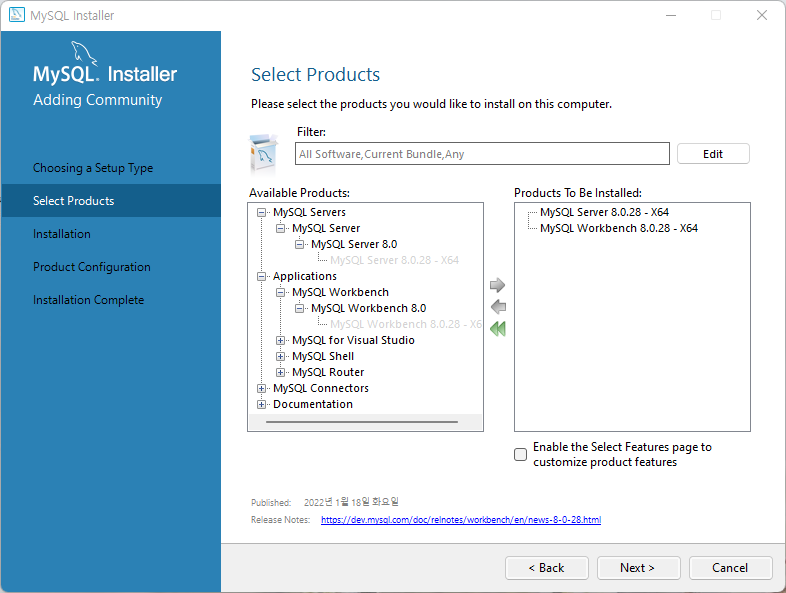 MySQL Installer
MySQL. Installer
Adding Community
Choosing a Setup Type
Select Products
Installation
Product Configuration
Installation Complete
Select Products
Please select the products you would like to install on this computer.
Filter:
All Software,Current Bundle,Any
Edit
Available Products:
MySQL Servers
MySQL Server
MySQL Server 8.0
MySQL Server 8.0.28 - X64
Applications
MySQL Workbench
MySQL Workbench 8.0
MySQL Workbench 8.0.28 - X6
MySQL for Visual Studio
MySQL Shell
MySQL Router
MySQL Connectors
Documentation
Products To Be Installed:
MySQL Server 8.0.28 - X64
MySQL Workbench 8.0.28 - X64
Enable the Select Features page to
customize product features
Published: 2022년 1월 18일 화요일
Release Notes: https://dev.mysql.com/doc/relnotes/workbench/en/news-8-0-28.html
< Back
Next >
Cancel